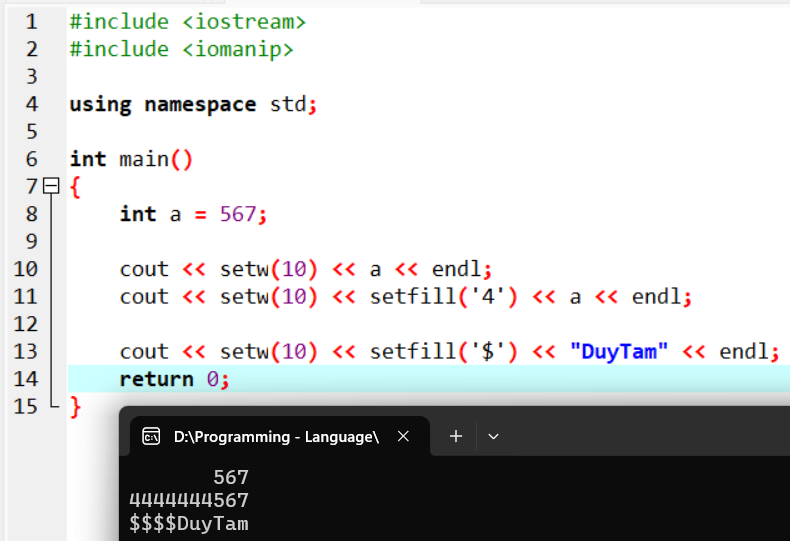 1 #include <iostream>
2 #include <iomanip>
3
4 using namespace std;
5
6 int main()
7 {
8     int a = 567;
9
10     cout << setw(10) << a << endl;
11     cout << setw(10) << setfill('4') << a << endl;
12
13     cout << setw(10) << setfill('$') << "DuyTam" << endl;
14     return 0;
15 }
D:\Programming - Language\
       567
4444444567
$$$$DuyTam